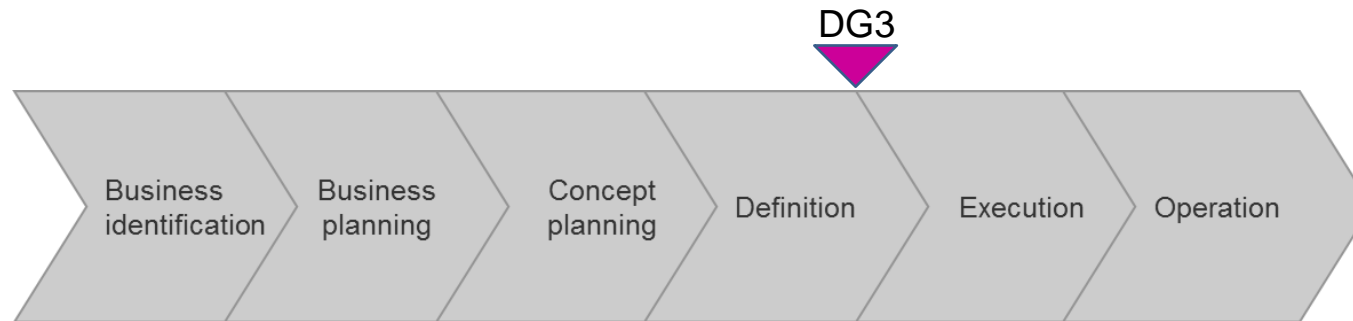 DG3
Business
identification
Business
planning
Concept
planning
Definition
Execution
Operation